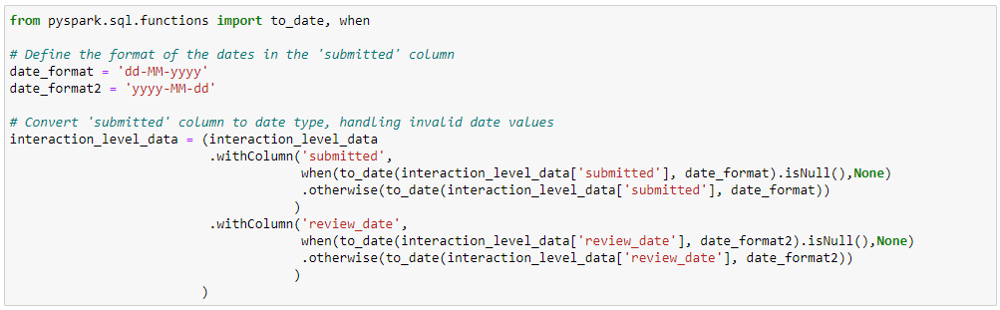 from pyspark.sql.functions import to_date, when
# Define the format of the dates in the 'submitted' column
date_format = 'dd-MM-yyyy'
date_format2 = 'yyyy-MM-dd'
# Convert 'submitted' column to date type, handling invalid date values
interaction_level_data = (interaction_level_data
.withColumn('submitted',
when(to_date(interaction_level_data['submitted'], date_format).isNull(),None)
.otherwise(to_date(interaction_level_data['submitted'], date_format))
)
.withColumn('review_date',
when(to_date(interaction_level_data['review_date'], date_format2).isNull(),None)
.otherwise(to_date(interaction_level_data['review_date'], date_format2))
)
)